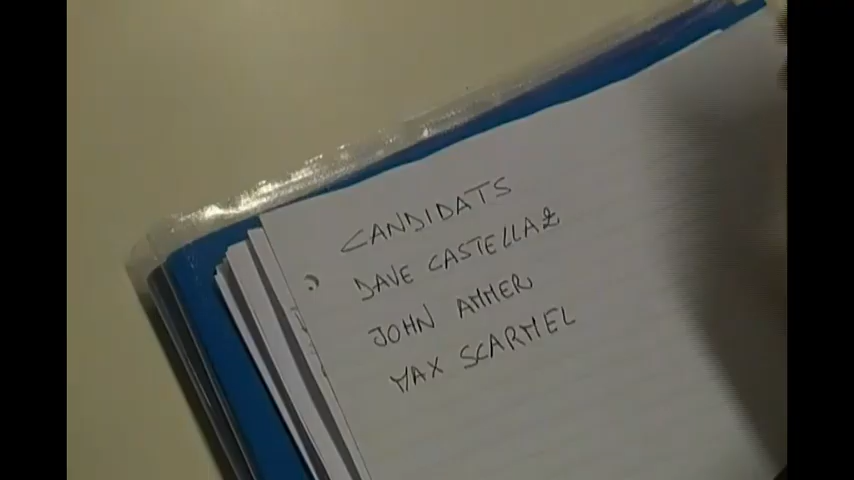 CANDIDATS
DAVE CASTELLAZ
JOHN AMMER
MAX SCARMEL